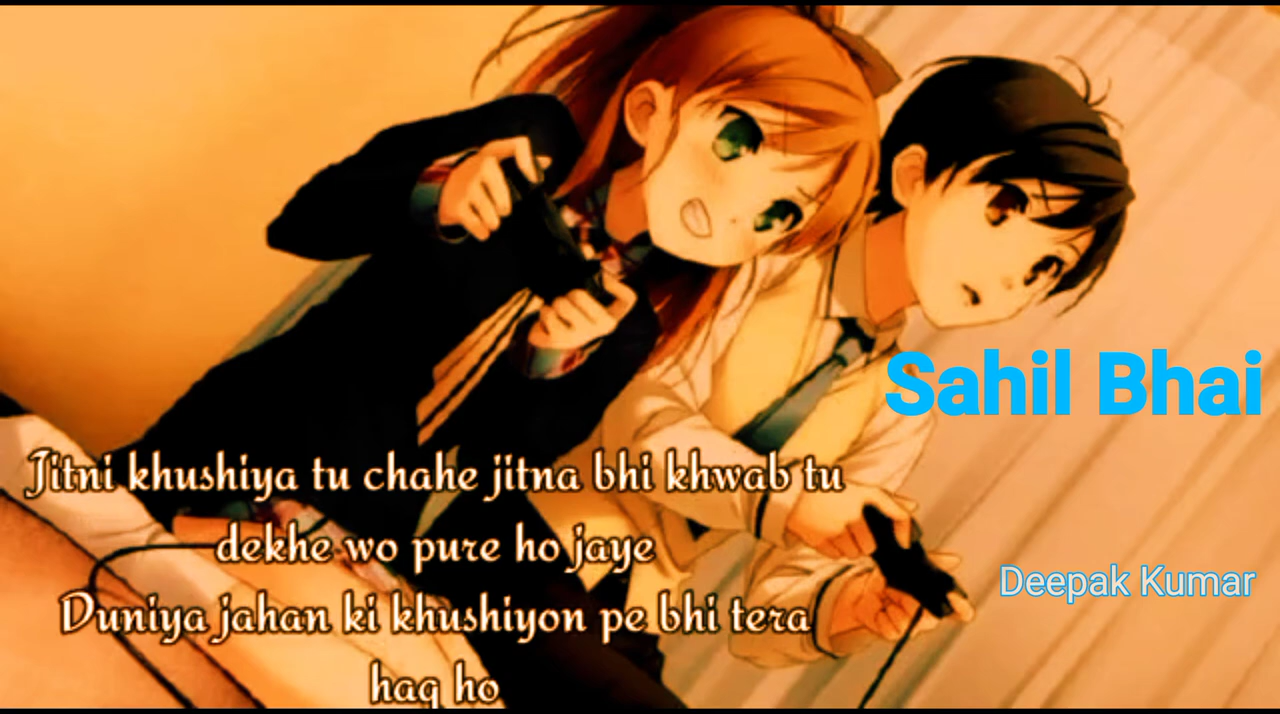 Sahil Bhai
Jitni khushiya tu chahe jitna bhi khwab tu
dekhe wo pure ho jaye
Deepak Kumar
Duniya jahan ki khushiyon pe bhi tera
haq ho